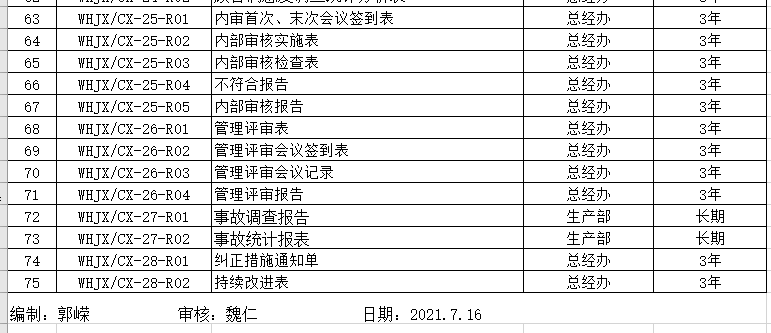 63 WHJX/CX-25-R01 内审首次、末次会议签到表 总经办 3年
64 WHJX/CX-25-R02 内部审核实施表 总经办 3年
65 WHJX/CX-25-R03 内部审核检查表 总经办 3年
66 WHJX/CX-25-R04 不符合报告 总经办 3年
67 WHJX/CX-25-R05 内部审核报告 总经办 3年
68 WHJX/CX-26-R01 管理评审表 总经办 3年
69 WHJX/CX-26-R02 管理评审会议签到表 总经办 3年
70 WHJX/CX-26-R03 管理评审会议记录 总经办 3年
71 WHJX/CX-26-R04 管理评审报告 总经办 3年
72 WHJX/CX-27-R01 事故调查报告 生产部 长期
73 WHJX/CX-27-R02 事故统计报表 生产部 长期
74 WHJX/CX-28-R01 纠正措施通知单 总经办 3年
75 WHJX/CX-28-R02 持续改进表 总经办 3年
编制：郭嵘 审核：魏仁 日期：2021.7.16